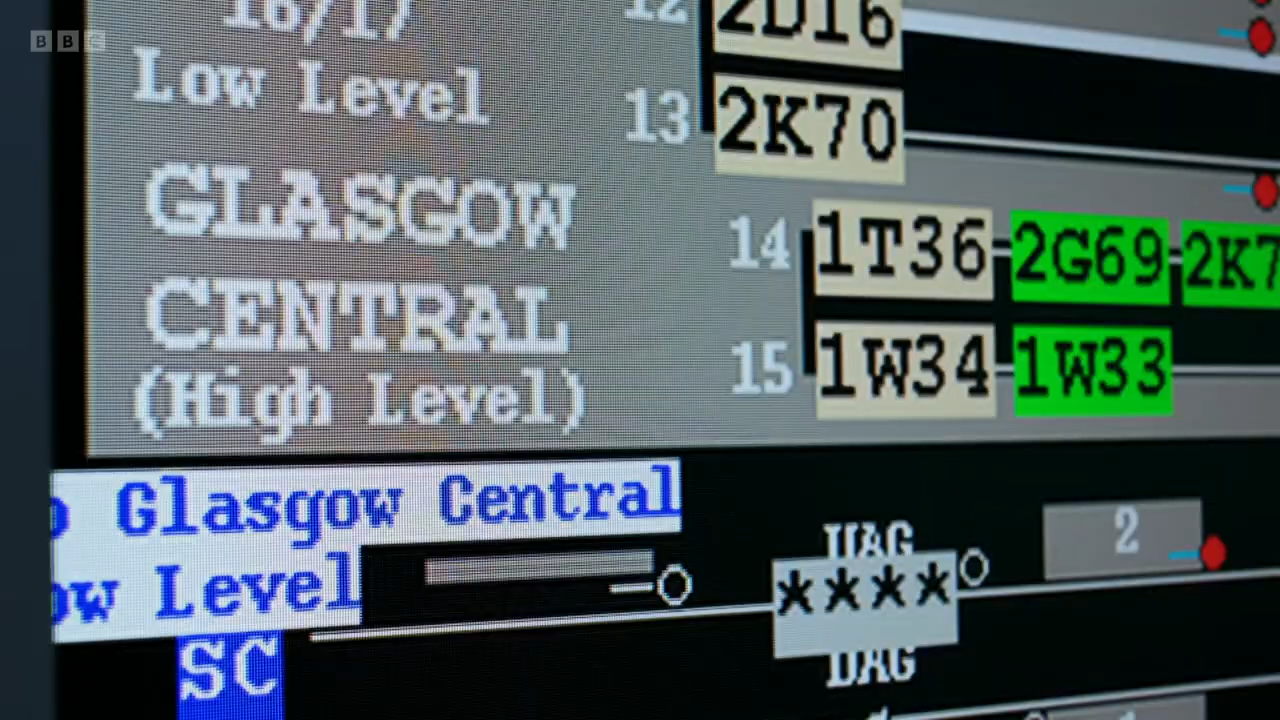 BBC
16/17
12
2D16
Low Level
13
2K70
GLASGOW
14
1T36
2G69
2K7
CENTRAL
15
1W34
1W33
(High Level)
Glasgow Central
Level
UAG
2
****
DAG
SC